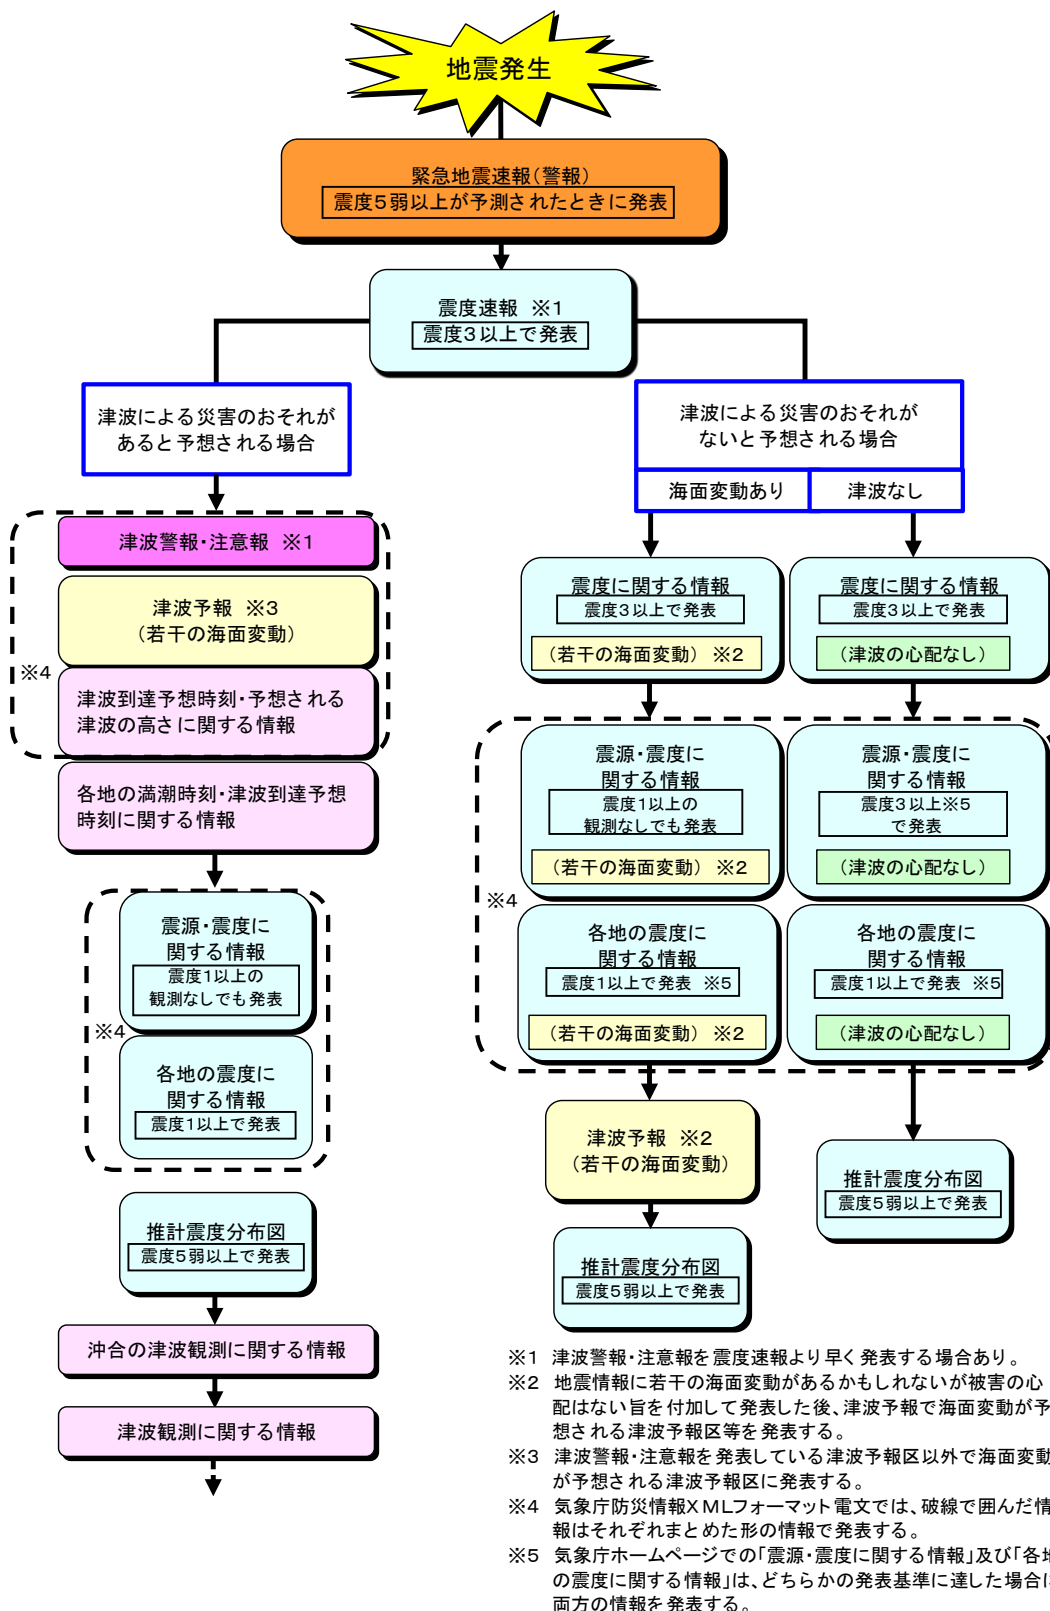 地震発生
緊急地震速報(警報)
震度5弱以上が予測されたときに発表
震度速報 ※1
震度3以上で発表
津波による災害のおそれが
あると予想される場合
津波警報・注意報 ※1
津波予報 ※3
(若干の海面変動)
※4
津波到達予想時刻・予想される
津波の高さに関する情報
各地の満潮時刻・津波到達予想
時刻に関する情報
震源・震度に
関する情報
震度1以上の
観測なしでも発表
※4
各地の震度に
関する情報
震度1以上で発表
推計震度分布図
震度5弱以上で発表
沖合の津波観測に関する情報
津波観測に関する情報
津波による災害のおそれが
ないと予想される場合
海面変動あり
津波なし
震度に関する情報
震度3以上で発表
(若干の海面変動) ※2
震度に関する情報
震度3以上で発表
(津波の心配なし)
震源・震度に
関する情報
震度1以上の
観測なしでも発表
(若干の海面変動) ※2
震源・震度に
関する情報
震度3以上※5
で発表
(津波の心配なし)
※4
各地の震度に
関する情報
震度1以上で発表 ※5
(若干の海面変動) ※2
各地の震度に
関する情報
震度1以上で発表 ※5
(津波の心配なし)
津波予報 ※2
(若干の海面変動)
推計震度分布図
震度5弱以上で発表
推計震度分布図
震度5弱以上で発表
※1 津波警報・注意報を震度速報より早く発表する場合あり。
※2 地震情報に若干の海面変動があるかもしれないが被害の心
配はない旨を付加して発表した後、津波予報で海面変動が予
想される津波予報区等を発表する。
※3 津波警報・注意報を発表している津波予報区以外で海面変動
が予想される津波予報区に発表する。
※4 気象庁防災情報XMLフォーマット電文では、破線で囲んだ情
報はそれぞれまとめた形の情報で発表する。
※5 気象庁ホームページでの「震源・震度に関する情報」及び「各地
の震度に関する情報」は、どちらかの発表基準に達した場合に
両方の情報を発表する。